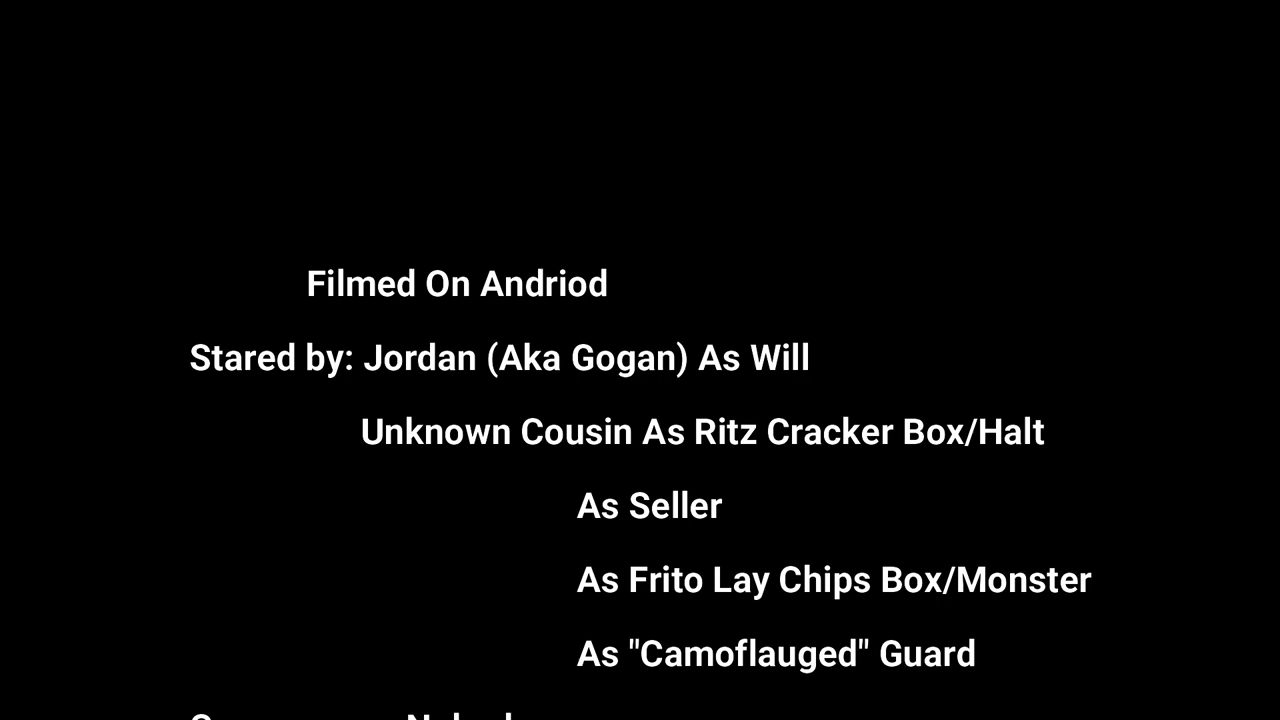 Filmed On Andriod
Stared by: Jordan (Aka Gogan) As Will
Unknown Cousin As Ritz Cracker Box/Halt
As Seller
As Frito Lay Chips Box/Monster
As "Camoflauged" Guard